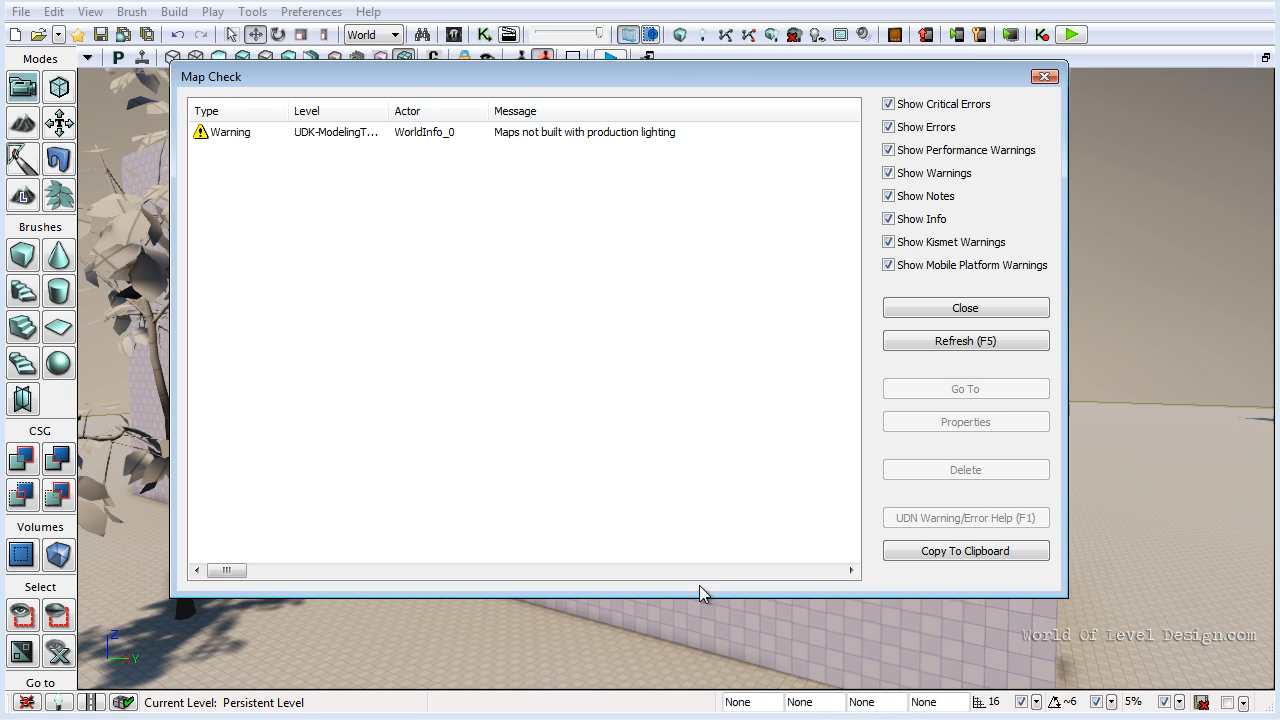 File Edit View Brush Build Play Tools Preferences Help
World
Modes
Map Check
Type Level Actor Message
Warning UDK-ModelingT... WorldInfo_0 Maps not built with production lighting
Show Critical Errors
Show Errors
Show Performance Warnings
Show Warnings
Show Notes
Show Info
Show Kismet Warnings
Show Mobile Platform Warnings
Close
Refresh (F5)
Go To
Properties
Delete
UDN Warning/Error Help (F1)
Copy To Clipboard
Brushes
CSG
Volumes
Select
Go to
World Of Level Design.com
Z
Y
Current Level: Persistent Level
None None None None 16 ~6 5%